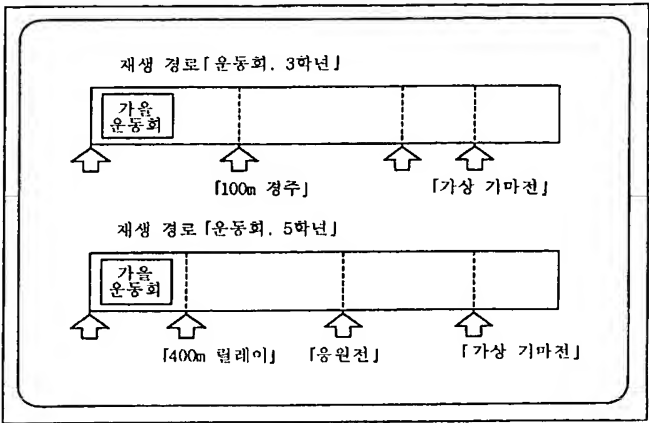 재생 경로「운동회, 3학년」
가을
운동회
「100m 경주」 「가상 기마전」
재생 경로「운동회, 5학년」
가을
운동회
「400m 릴레이」 「응원전」 「가상 기마전」